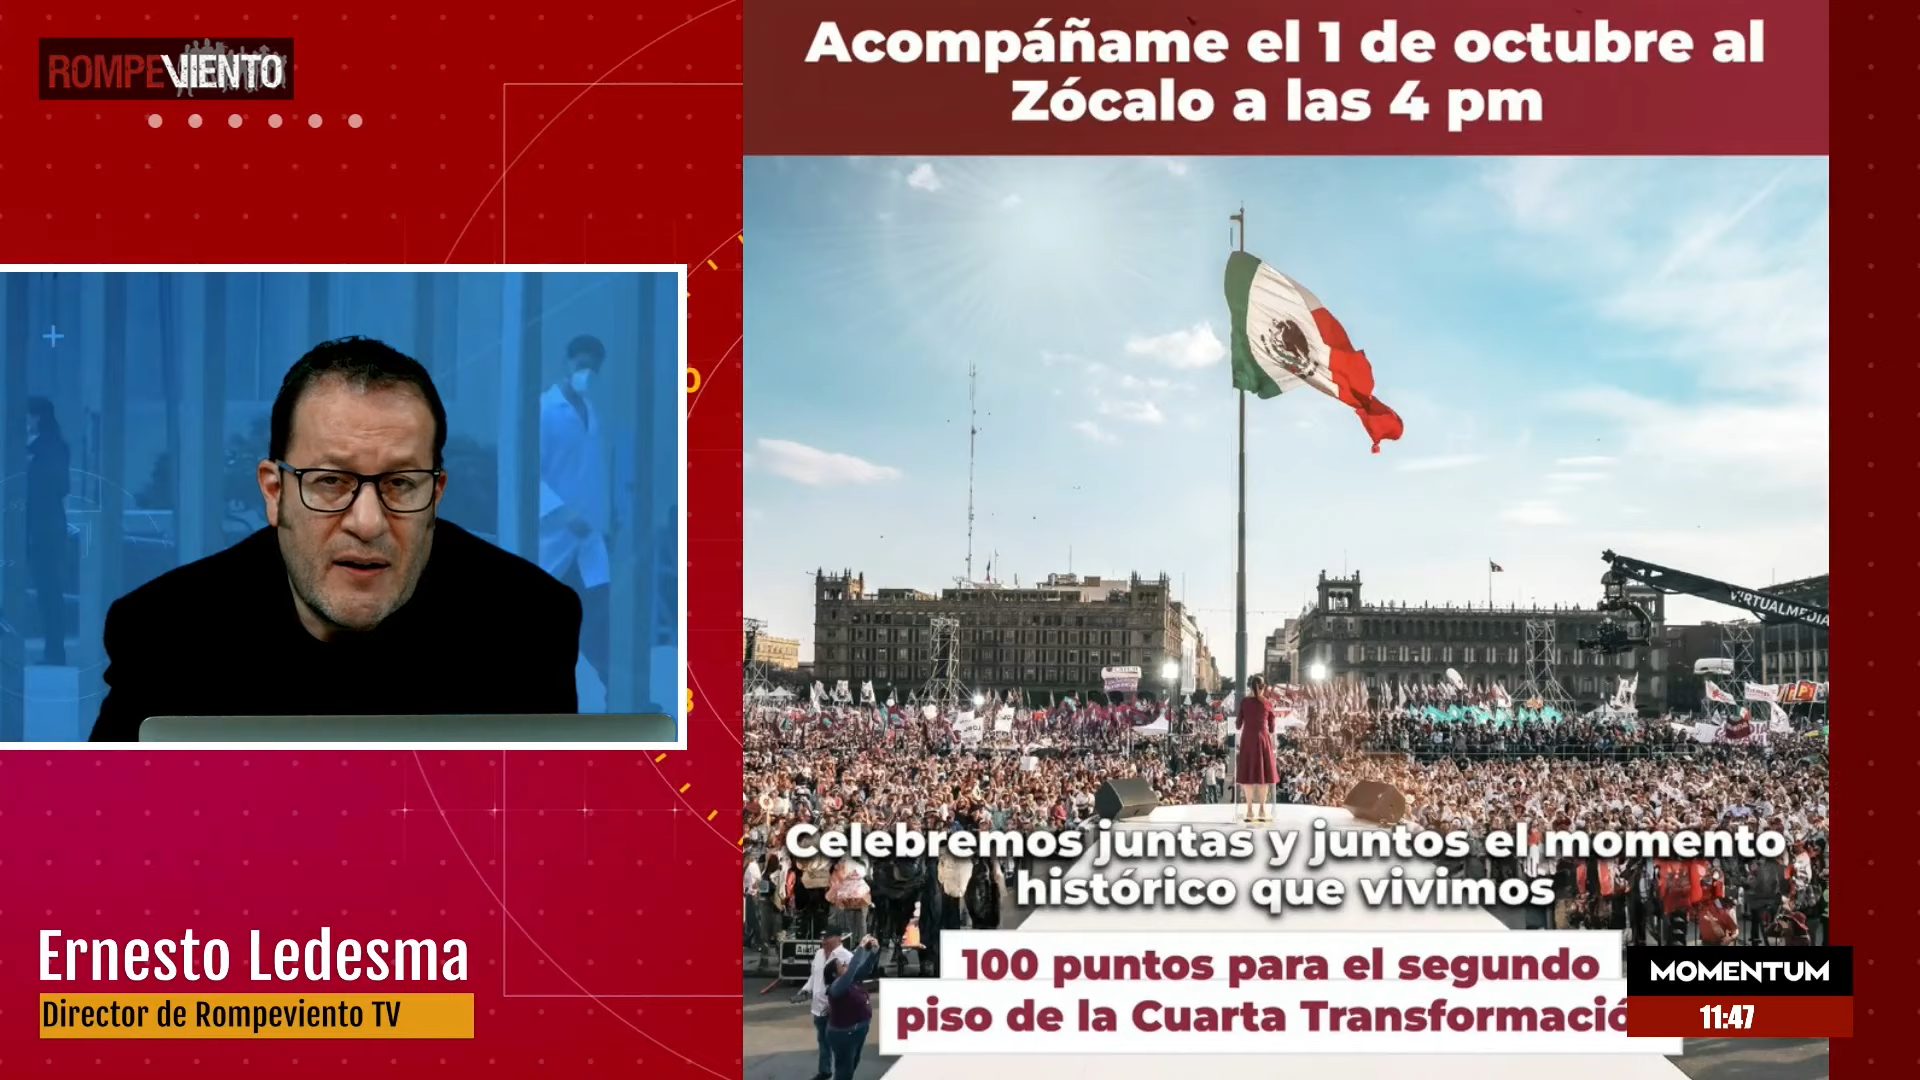 ROMPEVIENTO
Acompáñame el 1 de octubre al
Zócalo a las 4 pm
VIRTUALMEDIA
Celebremos juntas y juntos el momento
histórico que vivimos
100 puntos para el segundo
piso de la Cuarta Transformació
Ernesto Ledesma
Director de Rompeviento TV
MOMENTUM
11:47